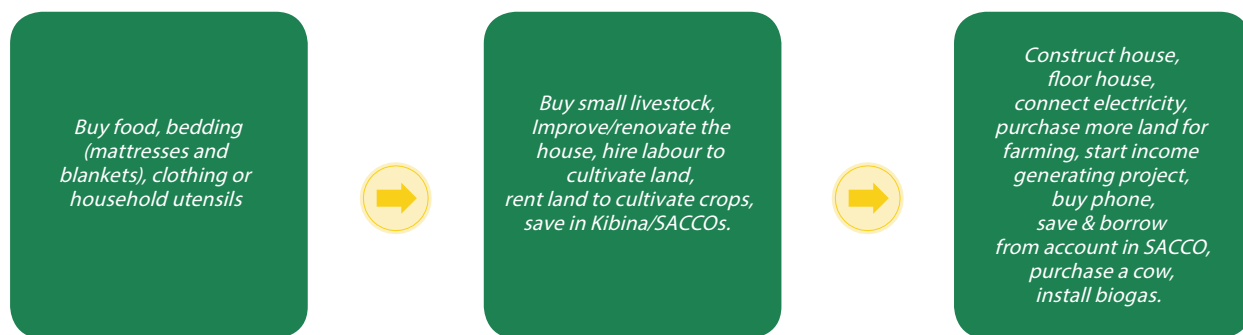 Buy food, bedding
(mattresses and
blankets), clothing or
household utensils
Buy small livestock,
Improve/renovate the
house, hire labour to
cultivate land,
rent land to cultivate crops,
save in Kibina/SACCOs.
Construct house,
floor house,
connect electricity,
purchase more land for
farming, start income
generating project,
buy phone,
save & borrow
from account in SACCO,
purchase a cow,
install biogas.